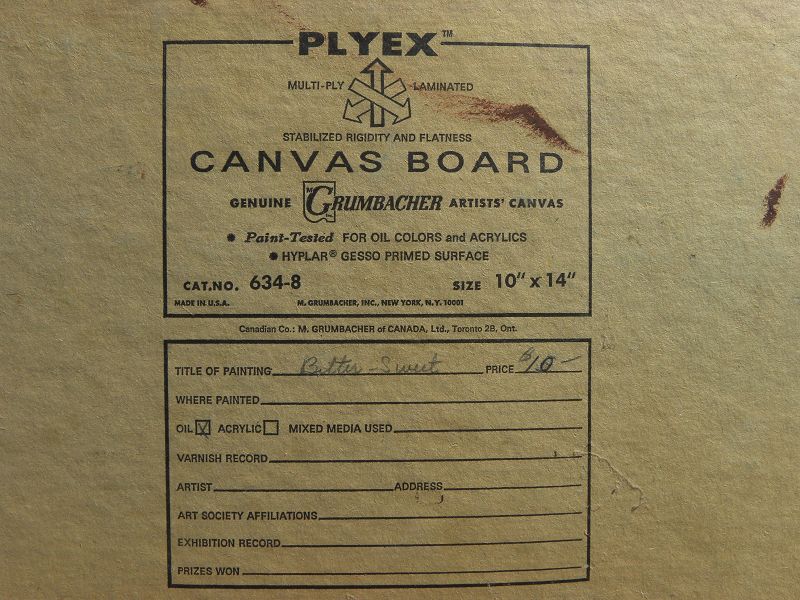 PLYEX™
MULTI-PLY LAMINATED
STABILIZED RIGIDITY AND FLATNESS
CANVAS BOARD
GENUINE M. GRUMBACHER INC. ARTISTS' CANVAS
Paint-Tested FOR OIL COLORS and ACRYLICS
HYPLAR® GESSO PRIMED SURFACE
CAT.NO. 634-8 SIZE 10" x 14"
MADE IN U.S.A. M. GRUMBACHER, INC., NEW YORK, N.Y. 10001
Canadian Co.: M. GRUMBACHER of CANADA, Ltd., Toronto 2B, Ont.
TITLE OF PAINTING Bitter-Sweet PRICE $10-
WHERE PAINTED
OIL X ACRYLIC MIXED MEDIA USED
VARNISH RECORD
ARTIST ADDRESS
ART SOCIETY AFFILIATIONS
EXHIBITION RECORD
PRIZES WON